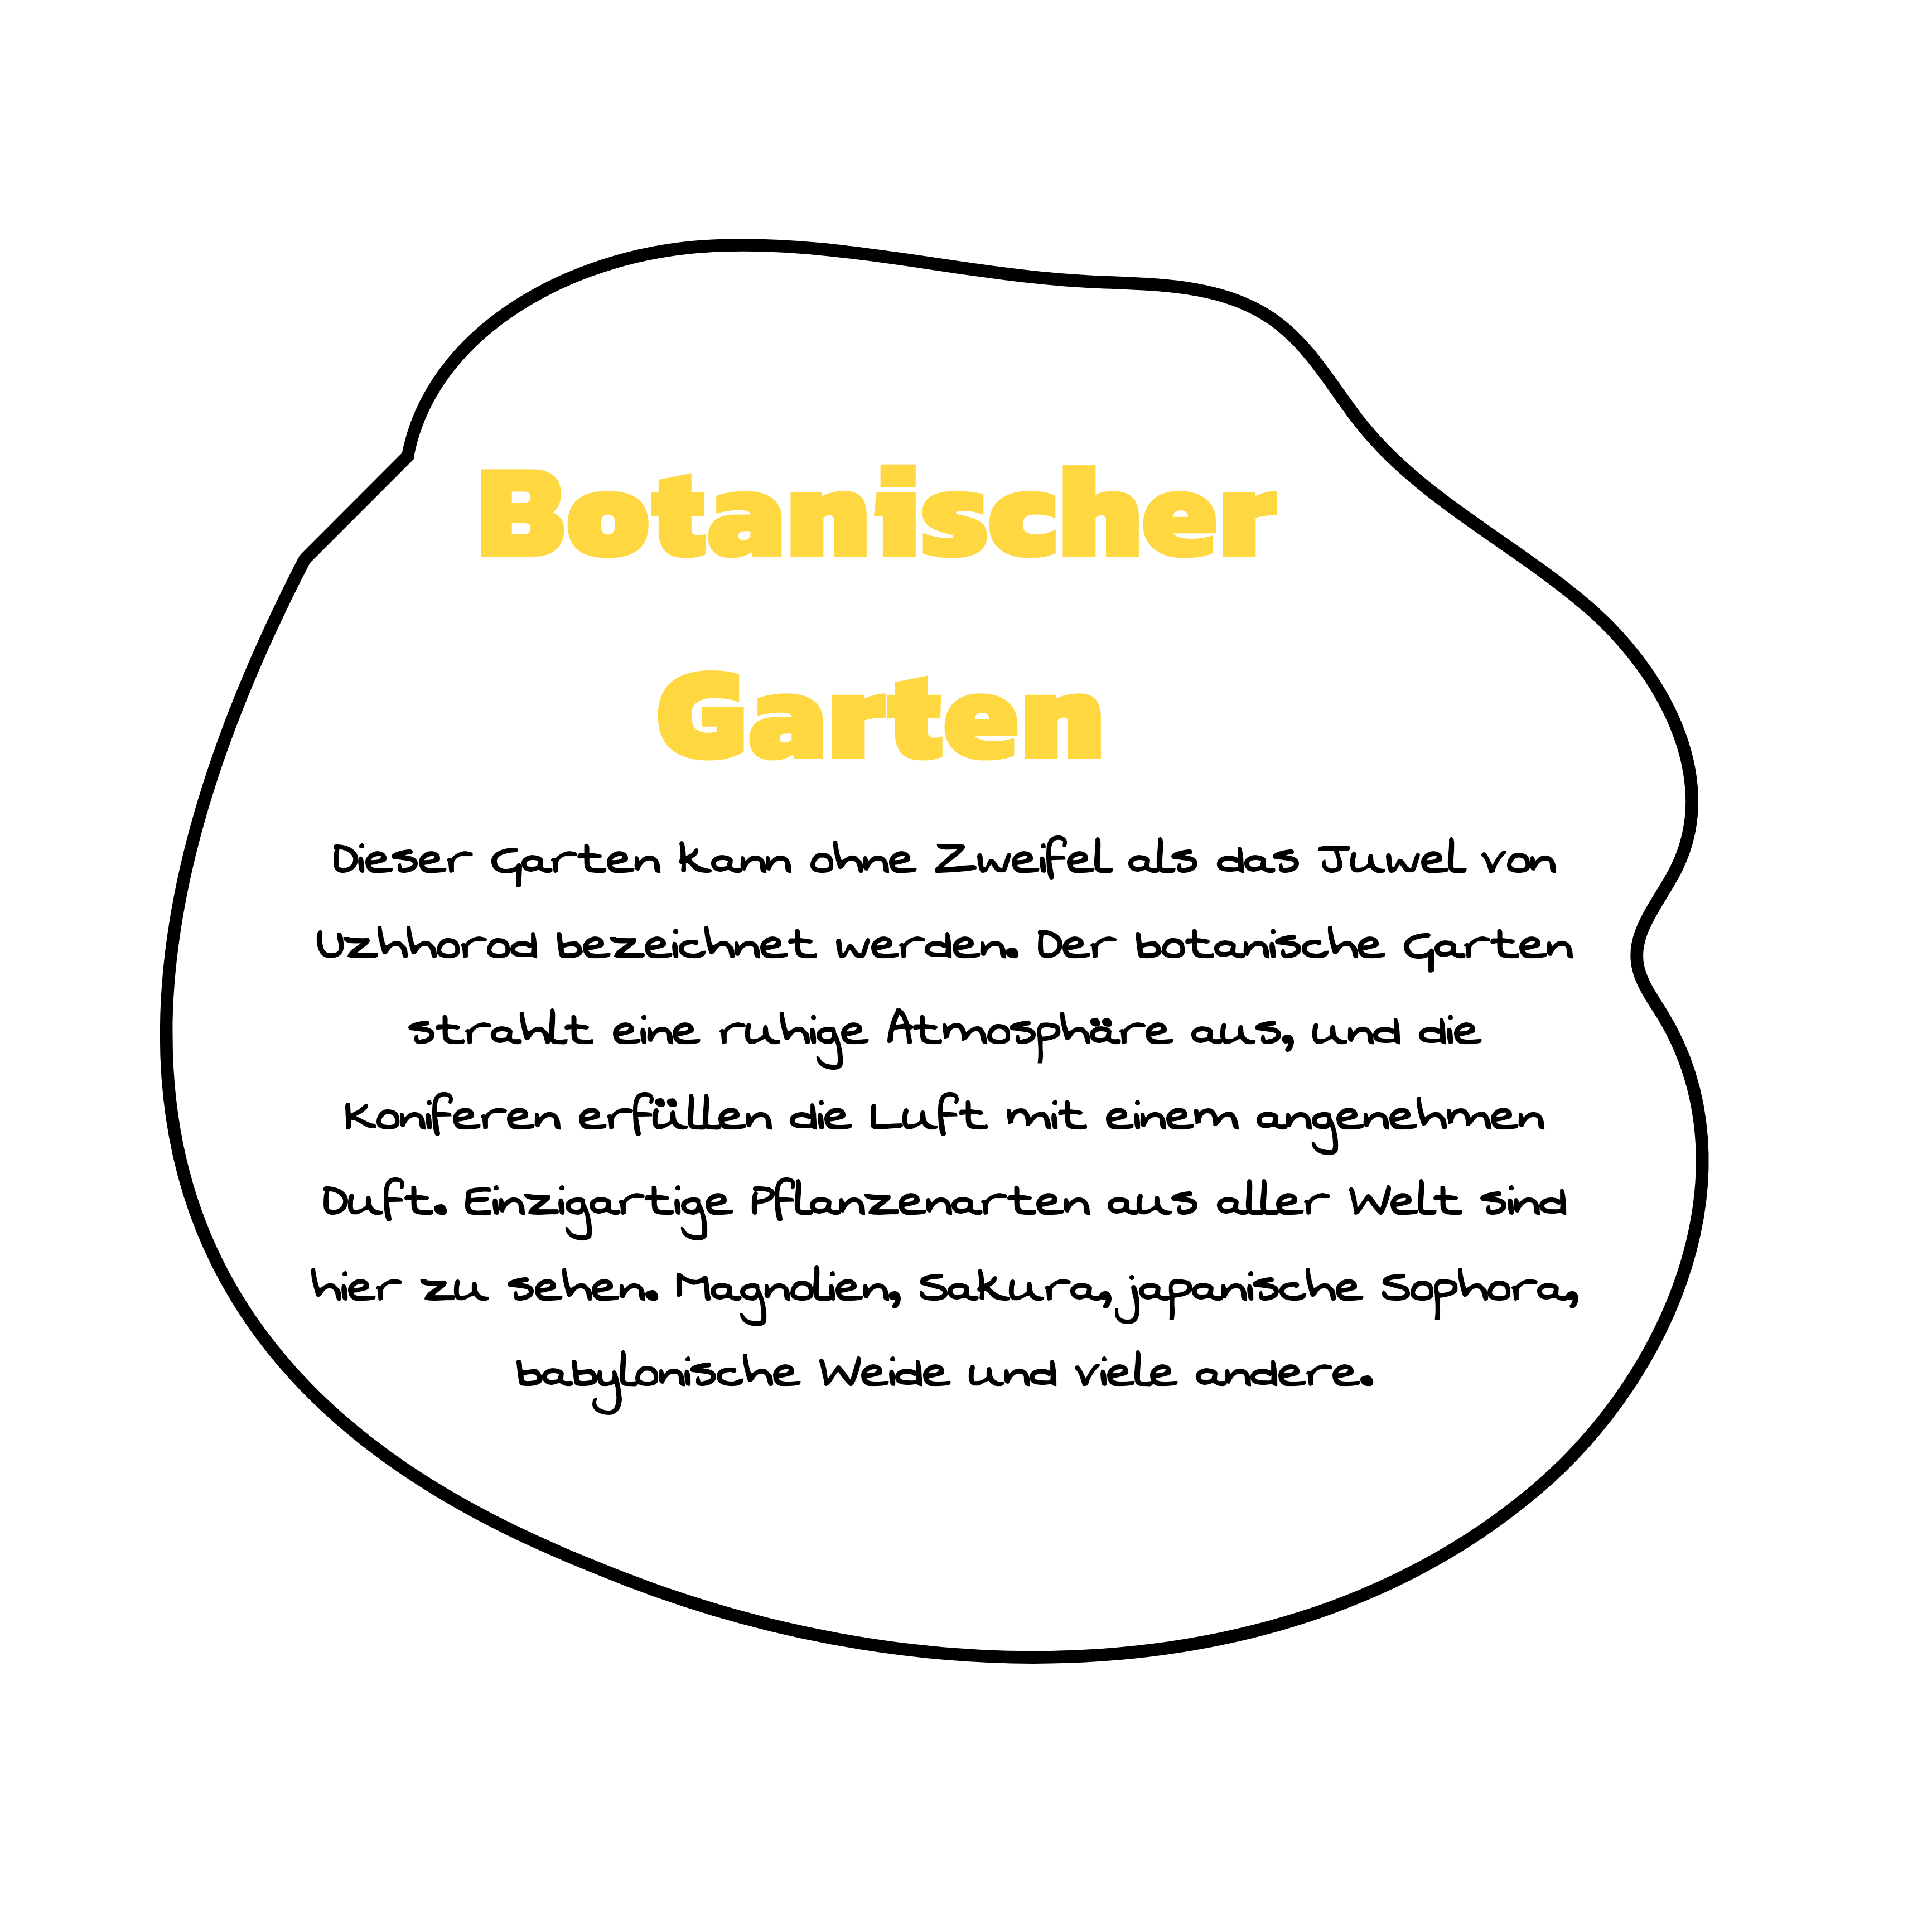 Botanischer
Garten
Dieser Garten kann ohne Zweifel als das Juwel von
Uzhhorod bezeichnet werden. Der botanische Garten
strahlt eine ruhige Atmosphäre aus, und die
Koniferen erfüllen die Luft mit einem angenehmen
Duft. Einzigartige Pflanzenarten aus aller Welt sind
hier zu sehen. Magnolien, Sakura, japanische Sophora,
babylonische Weide und viele andere.